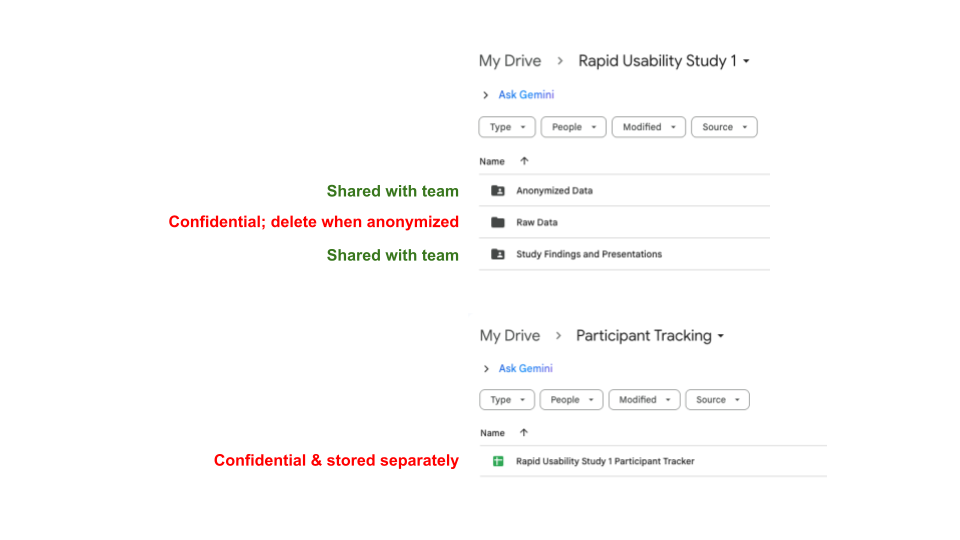 My Drive > Rapid Usability Study 1
Ask Gemini
Type People Modified Source
Name
Shared with team Anonymized Data
Confidential; delete when anonymized Raw Data
Shared with team Study Findings and Presentations
My Drive > Participant Tracking
Ask Gemini
Type People Modified Source
Name
Confidential & stored separately Rapid Usability Study 1 Participant Tracker